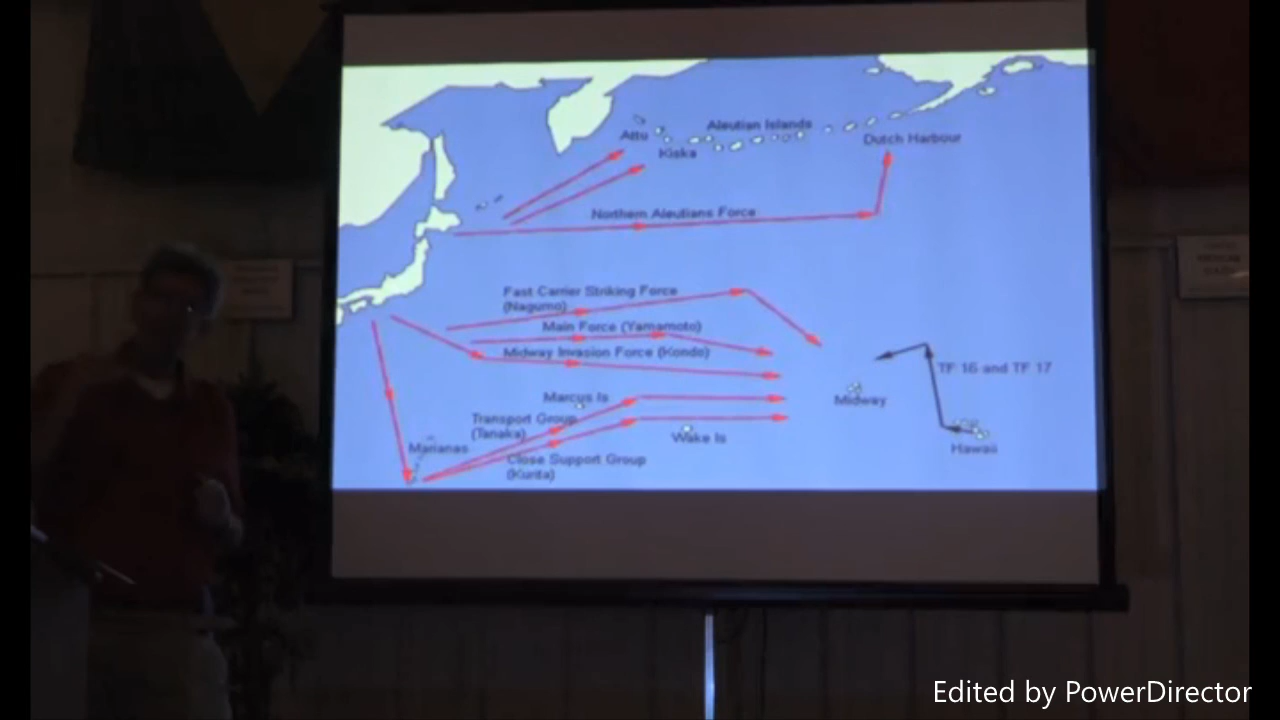 Aleutian Islands
Attu
Dutch Harbour
Kiska
Northern Aleutians Force
Fast Carrier Striking Force
(Nagumo)
Main Force (Yamamoto)
Midway Invasion Force (Kondo)
TF 16 and TF 17
Marcus Is
Midway
Transport Group
(Tanaka)
Wake Is
Marianas
Hawaii
Close Support Group
(Kurita)
Edited by PowerDirector